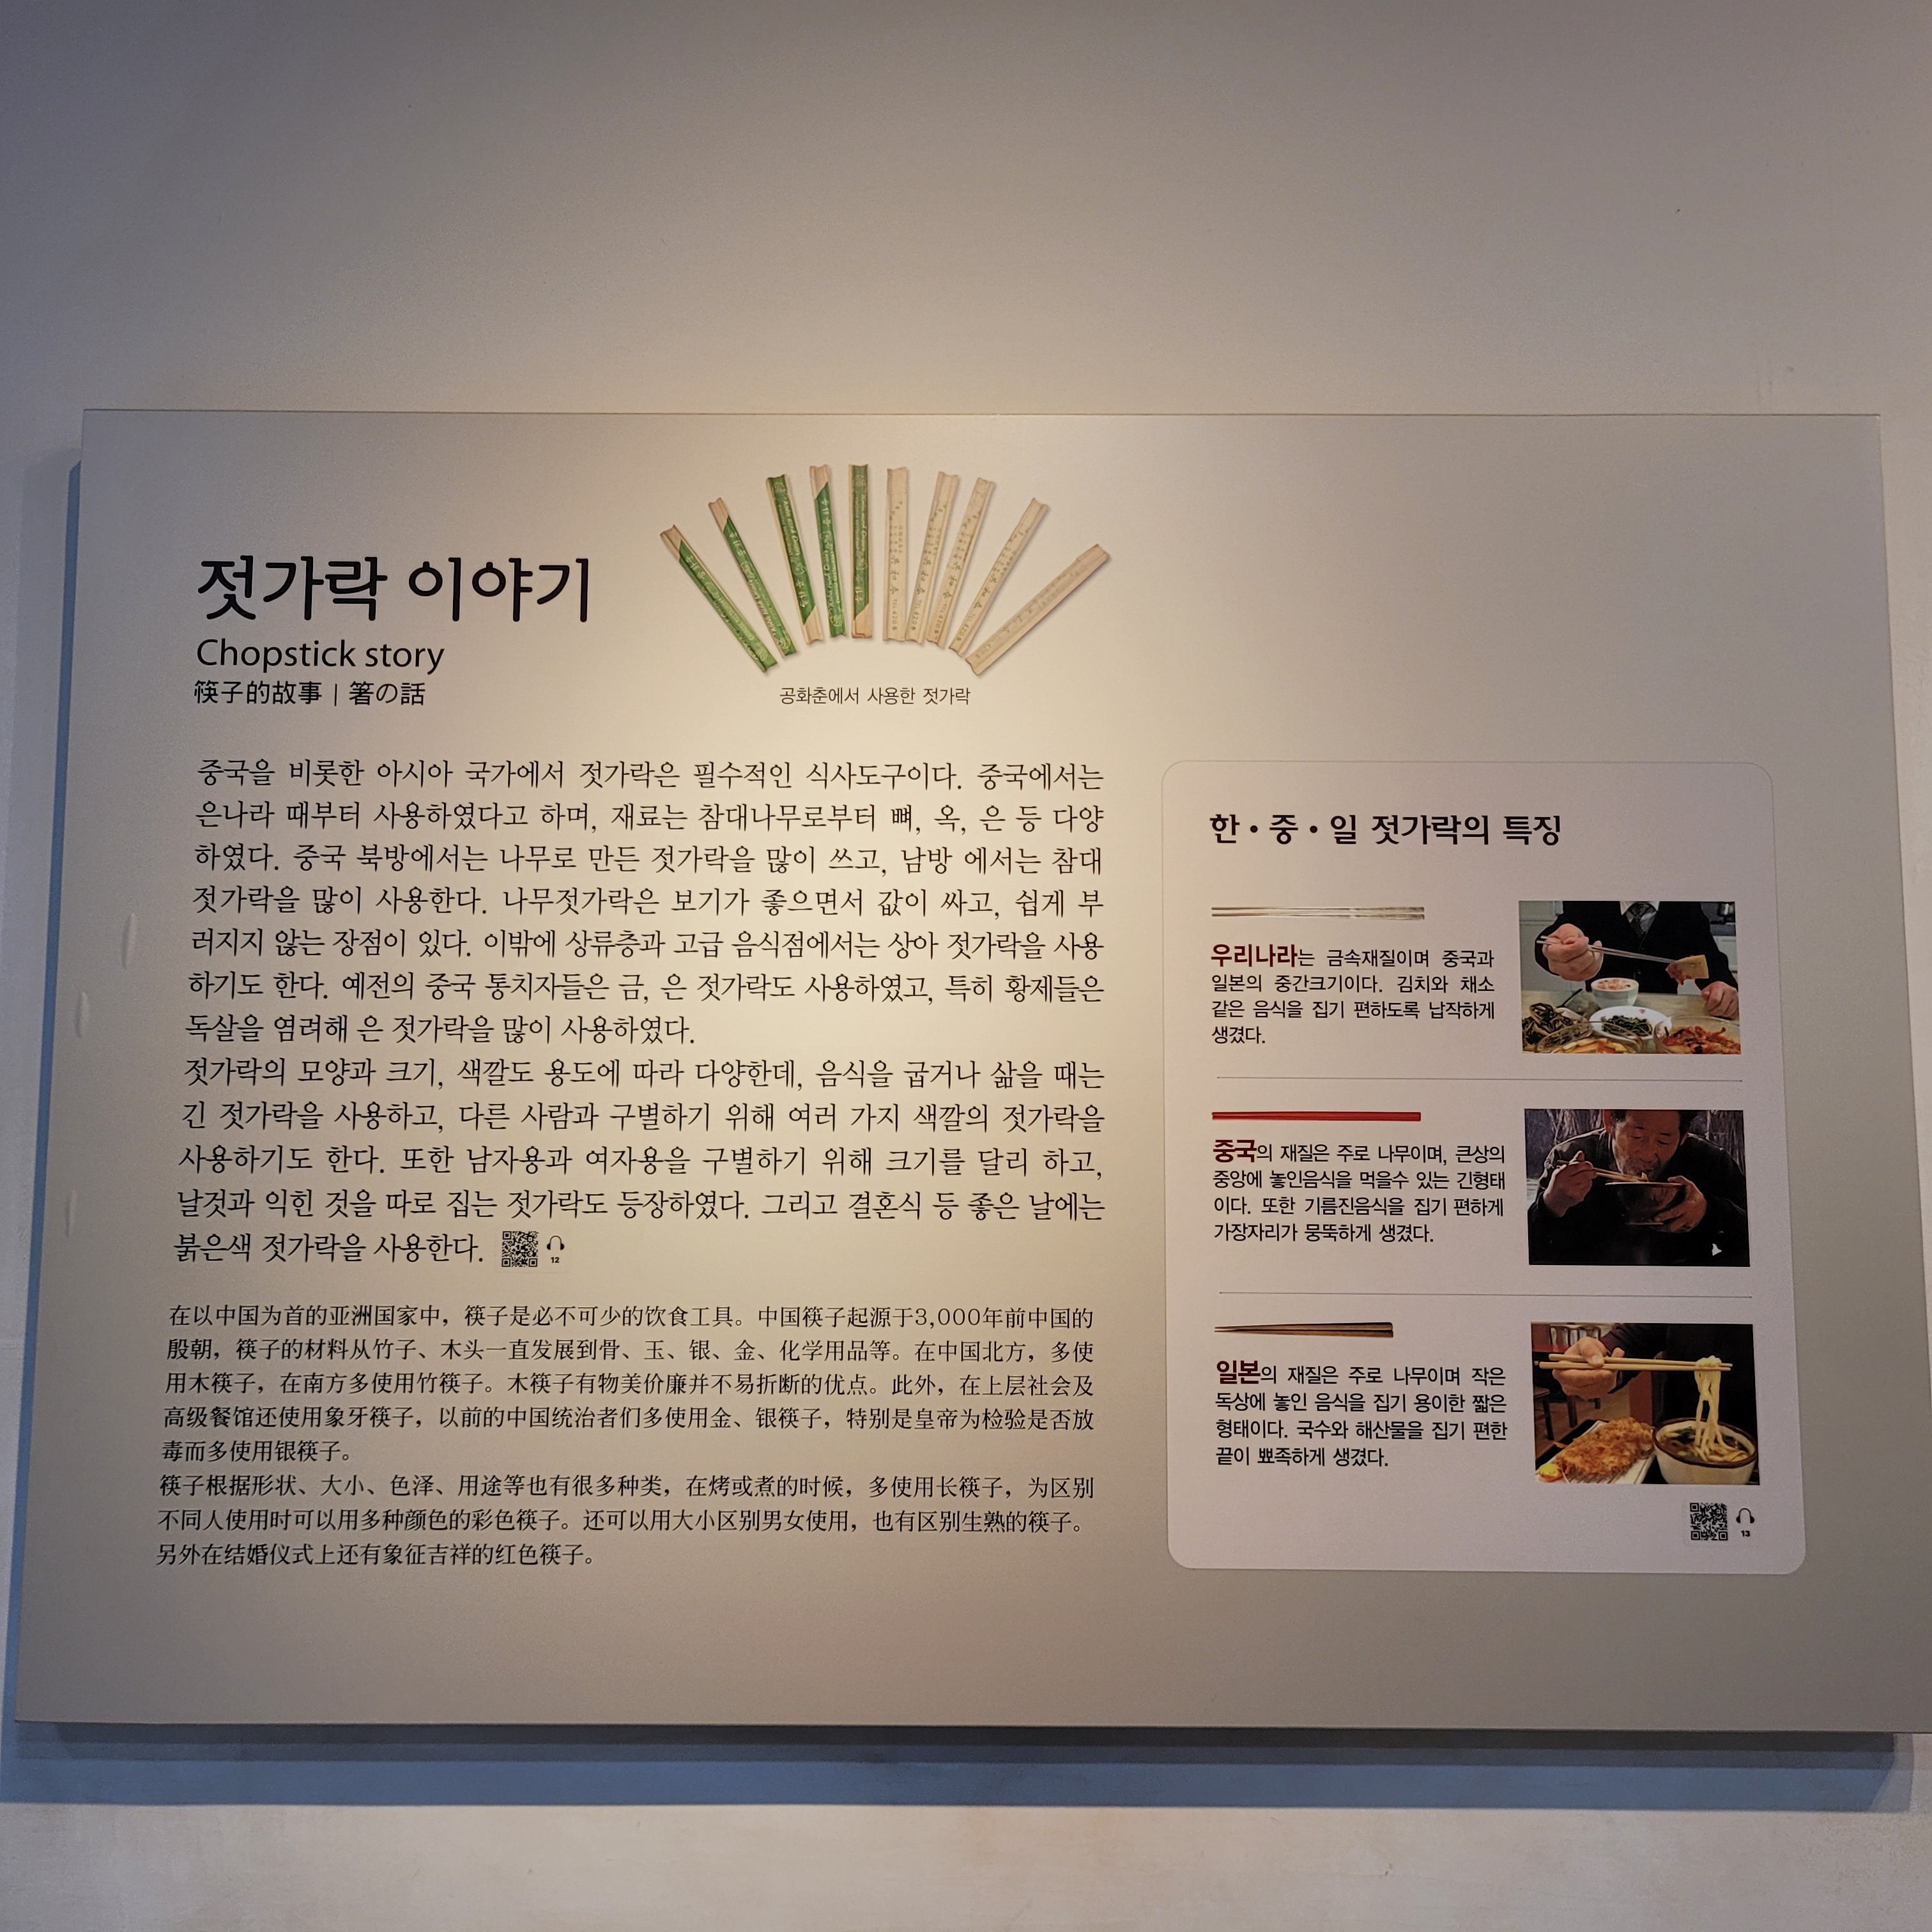 젓가락 이야기
Chopstick story
筷子的故事 | 箸の話
공화춘에서 사용한 젓가락
중국을 비롯한 아시아 국가에서 젓가락은 필수적인 식사도구이다. 중국에서는
은나라 때부터 사용하였다고 하며, 재료는 참대나무로부터 뼈, 옥, 은 등 다양
하였다. 중국 북방에서는 나무로 만든 젓가락을 많이 쓰고, 남방 에서는 참대
젓가락을 많이 사용한다. 나무젓가락은 보기가 좋으면서 값이 싸고, 쉽게 부
러지지 않는 장점이 있다. 이밖에 상류층과 고급 음식점에서는 상아 젓가락을 사용
하기도 한다. 예전의 중국 통치자들은 금, 은 젓가락도 사용하였고, 특히 황제들은
독살을 염려해 은 젓가락을 많이 사용하였다.
젓가락의 모양과 크기, 색깔도 용도에 따라 다양한데, 음식을 굽거나 삶을 때는
긴 젓가락을 사용하고, 다른 사람과 구별하기 위해 여러 가지 색깔의 젓가락을
사용하기도 한다. 또한 남자용과 여자용을 구별하기 위해 크기를 달리 하고,
날것과 익힌 것을 따로 집는 젓가락도 등장하였다. 그리고 결혼식 등 좋은 날에는
붉은색 젓가락을 사용한다.
12
在以中国为首的亚洲国家中，筷子是必不可少的饮食工具。中国筷子起源于3,000年前中国的
殷朝，筷子的材料从竹子、木头一直发展到骨、玉、银、金、化学用品等。在中国北方，多使
用木筷子，在南方多使用竹筷子。木筷子有物美价廉并不易折断的优点。此外，在上层社会及
高级餐馆还使用象牙筷子，以前的中国统治者们多使用金、银筷子，特别是皇帝为检验是否放
毒而多使用银筷子。
筷子根据形状、大小、色泽、用途等也有很多种类，在烤或煮的时候，多使用长筷子，为区别
不同人使用时可以用多种颜色的彩色筷子。还可以用大小区别男女使用，也有区别生熟的筷子。
另外在结婚仪式上还有象征吉祥的红色筷子。
한 • 중 • 일 젓가락의 특징
우리나라는 금속재질이며 중국과
일본의 중간크기이다. 김치와 채소
같은 음식을 집기 편하도록 납작하게
생겼다.
중국의 재질은 주로 나무이며, 큰상의
중앙에 놓인음식을 먹을수 있는 긴형태
이다. 또한 기름진음식을 집기 편하게
가장자리가 뭉뚝하게 생겼다.
일본의 재질은 주로 나무이며 작은
독상에 놓인 음식을 집기 용이한 짧은
형태이다. 국수와 해산물을 집기 편한
끝이 뾰족하게 생겼다.
13